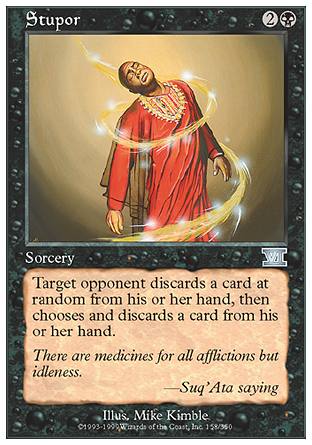 Stupor 2
Sorcery
VI
Target opponent discards a card at
random from his or her hand, then
chooses and discards a card from his
or her hand.
There are medicines for all afflictions but
idleness.
—Suq'Ata saying
Illus. Mike Kimble
©1993-1999 Wizards of the Coast, Inc. 158/350